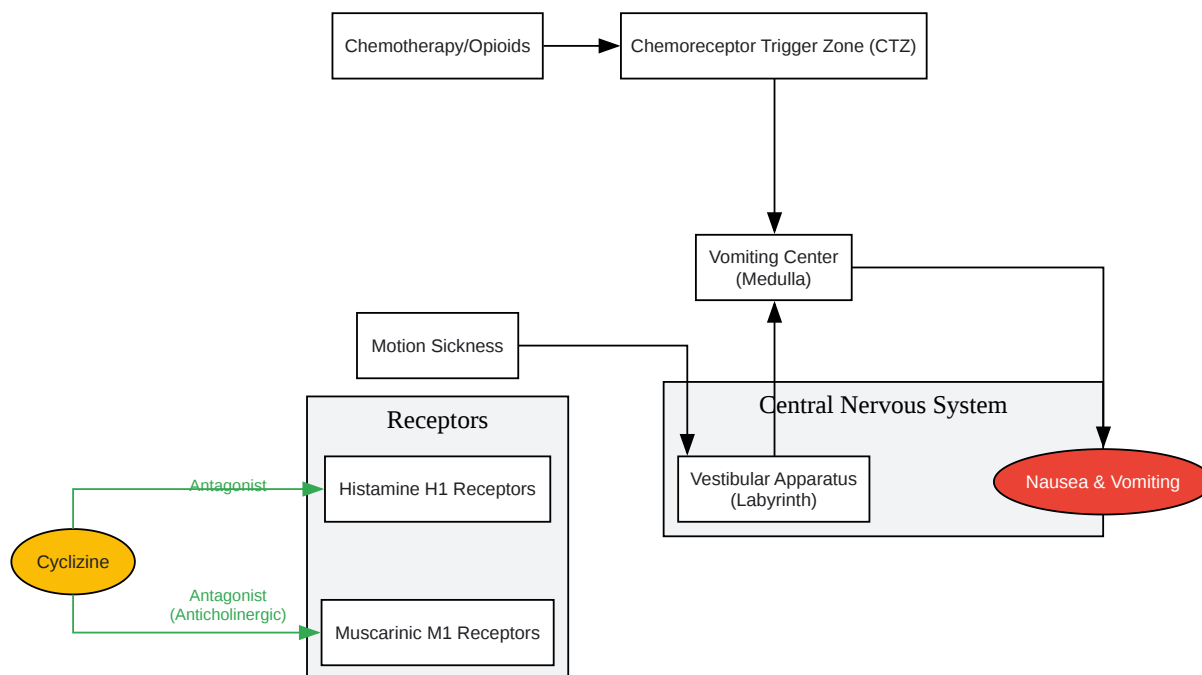 Chemotherapy/Opioids
Chemoreceptor Trigger Zone (CTZ)
Vomiting Center
(Medulla)
Motion Sickness
Receptors
Central Nervous System
Antagonist
Histamine H1 Receptors
Vestibular Apparatus
(Labyrinth)
Nausea & Vomiting
Cyclizine
Antagonist
(Anticholinergic)
Muscarinic M1 Receptors